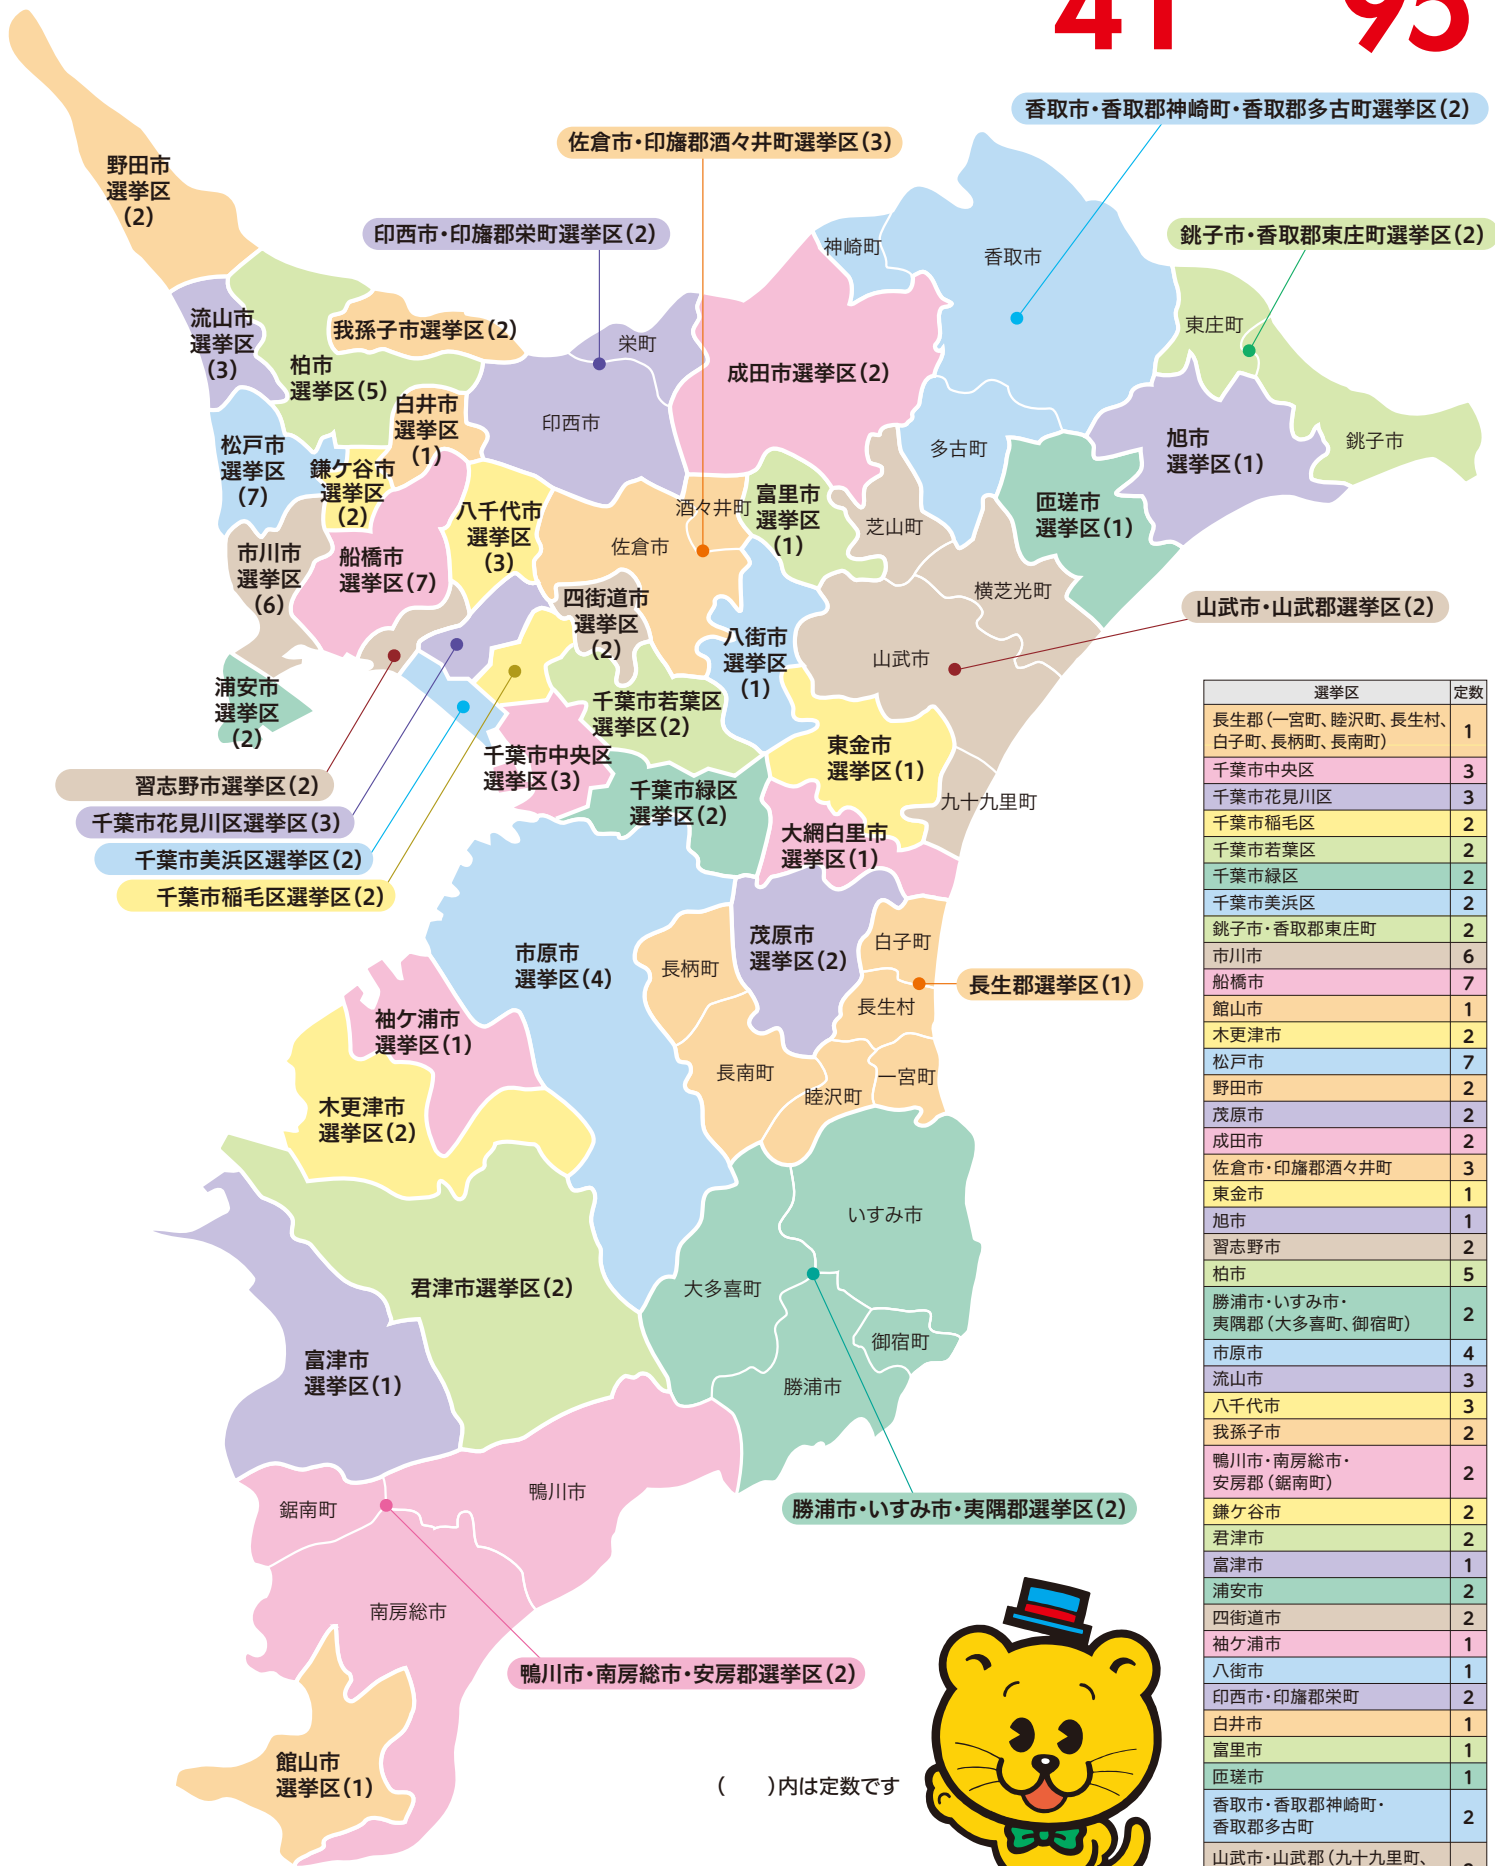 41 95
香取市・香取郡神崎町・香取郡多古町選挙区(2)
佐倉市・印旛郡酒々井町選挙区(3)
野田市
選挙区
(2)
印西市・印旛郡栄町選挙区(2)
銚子市・香取郡東庄町選挙区(2)
神崎町
香取市
流山市
選挙区
(3)
我孫子市選挙区(2)
栄町
東庄町
柏市
選挙区(5)
成田市選挙区(2)
白井市
選挙区
(1)
印西市
松戸市
選挙区
(7)
鎌ケ谷市
選挙区
(2)
多古町
旭市
選挙区(1)
銚子市
八千代市
選挙区
(3)
酒々井町
富里市
選挙区
(1)
芝山町
匝瑳市
選挙区(1)
市川市
選挙区
(6)
船橋市
選挙区(7)
佐倉市
横芝光町
四街道市
選挙区
(2)
山武市・山武郡選挙区(2)
八街市
選挙区
(1)
山武市
浦安市
選挙区
(2)
千葉市若葉区
選挙区(2)
千葉市中央区
選挙区(3)
東金市
選挙区(1)
習志野市選挙区(2)
千葉市花見川区選挙区(3)
千葉市美浜区選挙区(2)
千葉市稲毛区選挙区(2)
千葉市緑区
選挙区(2)
九十九里町
大網白里市
選挙区(1)
市原市
選挙区(4)
茂原市
選挙区(2)
白子町
長柄町
長生郡選挙区(1)
長生村
袖ケ浦市
選挙区(1)
長南町
一宮町
睦沢町
木更津市
選挙区(2)
いすみ市
君津市選挙区(2)
大多喜町
御宿町
富津市
選挙区(1)
勝浦市
鋸南町
鴨川市
勝浦市・いすみ市・夷隅郡選挙区(2)
南房総市
鴨川市・南房総市・安房郡選挙区(2)
館山市
選挙区(1)
(　　)内は定数です
選挙区 定数
長生郡(一宮町、睦沢町、長生村、
白子町、長柄町、長南町) 1
千葉市中央区 3
千葉市花見川区 3
千葉市稲毛区 2
千葉市若葉区 2
千葉市緑区 2
千葉市美浜区 2
銚子市・香取郡東庄町 2
市川市 6
船橋市 7
館山市 1
木更津市 2
松戸市 7
野田市 2
茂原市 2
成田市 2
佐倉市・印旛郡酒々井町 3
東金市 1
旭市 1
習志野市 2
柏市 5
勝浦市・いすみ市・
夷隅郡(大多喜町、御宿町) 2
市原市 4
流山市 3
八千代市 3
我孫子市 2
鴨川市・南房総市・
安房郡(鋸南町) 2
鎌ケ谷市 2
君津市 2
富津市 1
浦安市 2
四街道市 2
袖ケ浦市 1
八街市 1
印西市・印旛郡栄町 2
白井市 1
富里市 1
匝瑳市 1
香取市・香取郡神崎町・
香取郡多古町 2
山武市・山武郡(九十九里町、